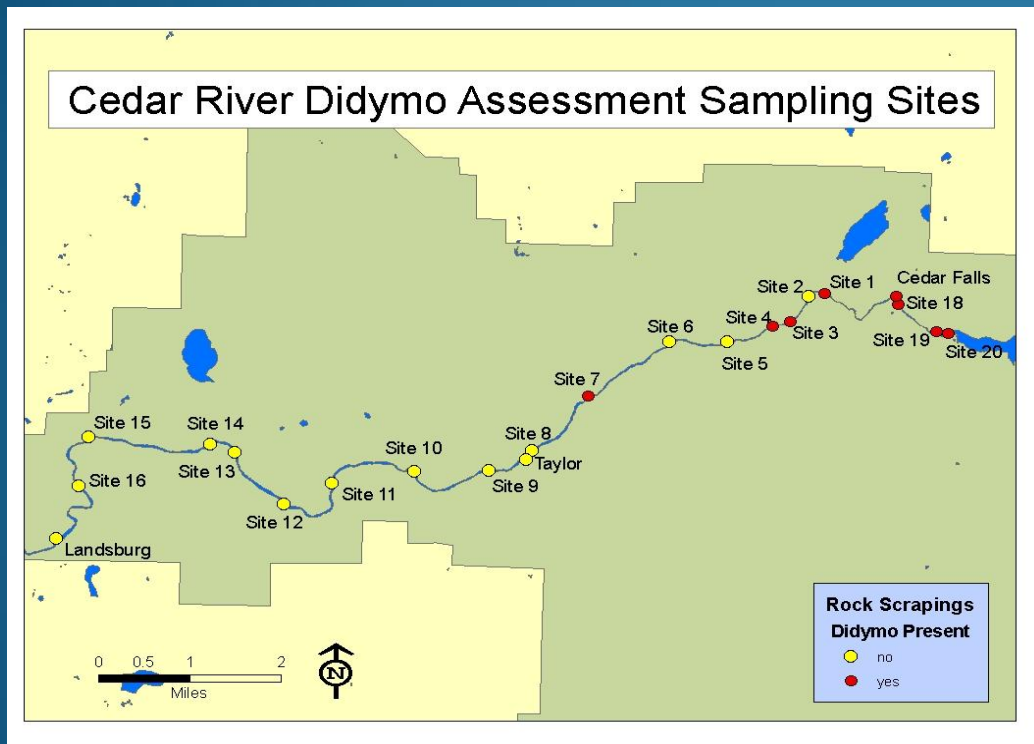 Cedar River Didymo Assessment Sampling Sites
Cedar Falls
Site 1
Site 2
Site 18
Site 4
Site 3
Site 19
Site 20
Site 6
Site 5
Site 7
Site 15
Site 14
Site 8
Site 10
Taylor
Site 13
Site 9
Site 16
Site 11
Site 12
Landsburg
Rock Scrapings
Didymo Present
no
yes
0 0.5 1 2
Miles
N